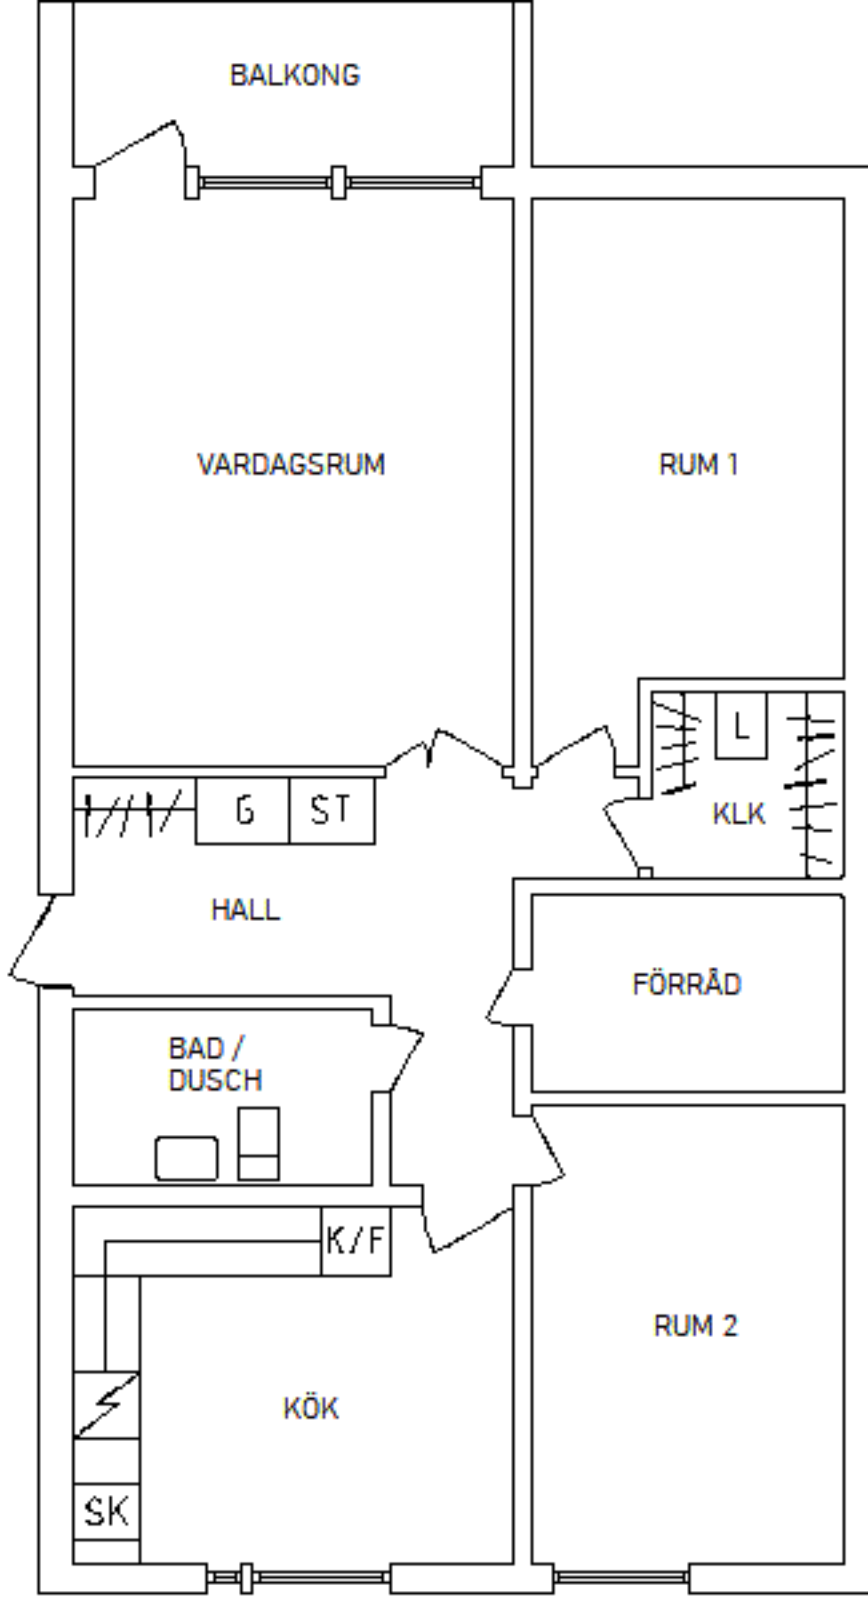 BALKONG
VARDAGSRUM
RUM 1
L
G
ST
KLK
HALL
FÖRRÅD
BAD /
DUSCH
K/F
RUM 2
KÖK
SK